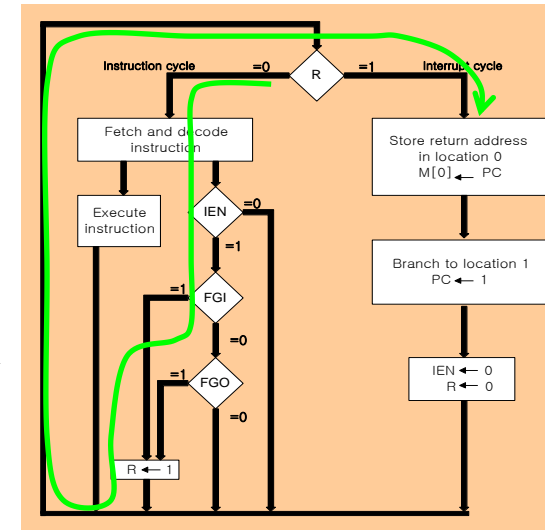 Instruction cycle
=0
R
=1
Interrupt cycle
Fetch and decode
instruction
Store return address
in location 0
M[0] ← PC
Execute
instruction
IEN
=0
=1
Branch to location 1
PC ← 1
=1
FGI
=0
=1
FGO
=0
IEN ← 0
R ← 0
R ← 1